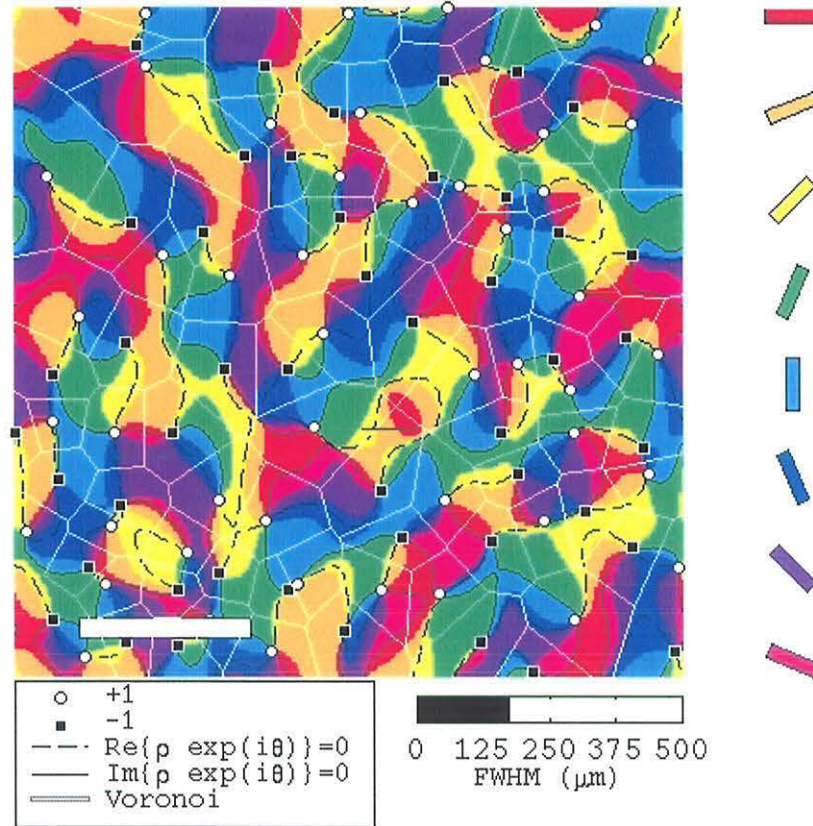 +1
-1
Re{ρ exp(iθ)}=0
Im{ρ exp(iθ)}=0
Voronoi
0 125 250 375 500
FWHM (μm)